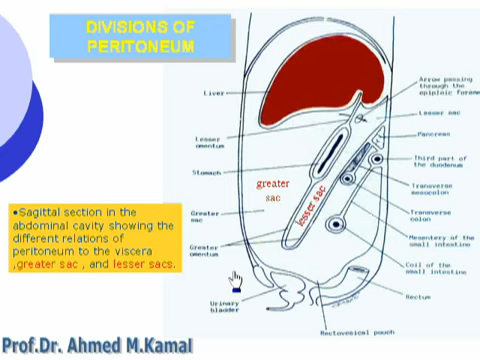 DIVISIONS OF
PERITONEUM
Liver
Lesser
omentum
Stomach
Greater
sac
Greater
omentum
Urinary
bladder
greater
sac
lesser sac
Arrow passing
through the
epiploic forame
Lesser sac
Pancreas
Third part of
the duodenum
Transverse
mesocolon
Transverse
colon
Mesentery of the
small intestine
Coil of the
small intestine
Rectum
Rectovesical pouch
•Sagittal section in the
abdominal cavity showing the
different relations of
peritoneum to the viscera
,greater sac , and lesser sacs.
Prof.Dr. Ahmed M.Kamal